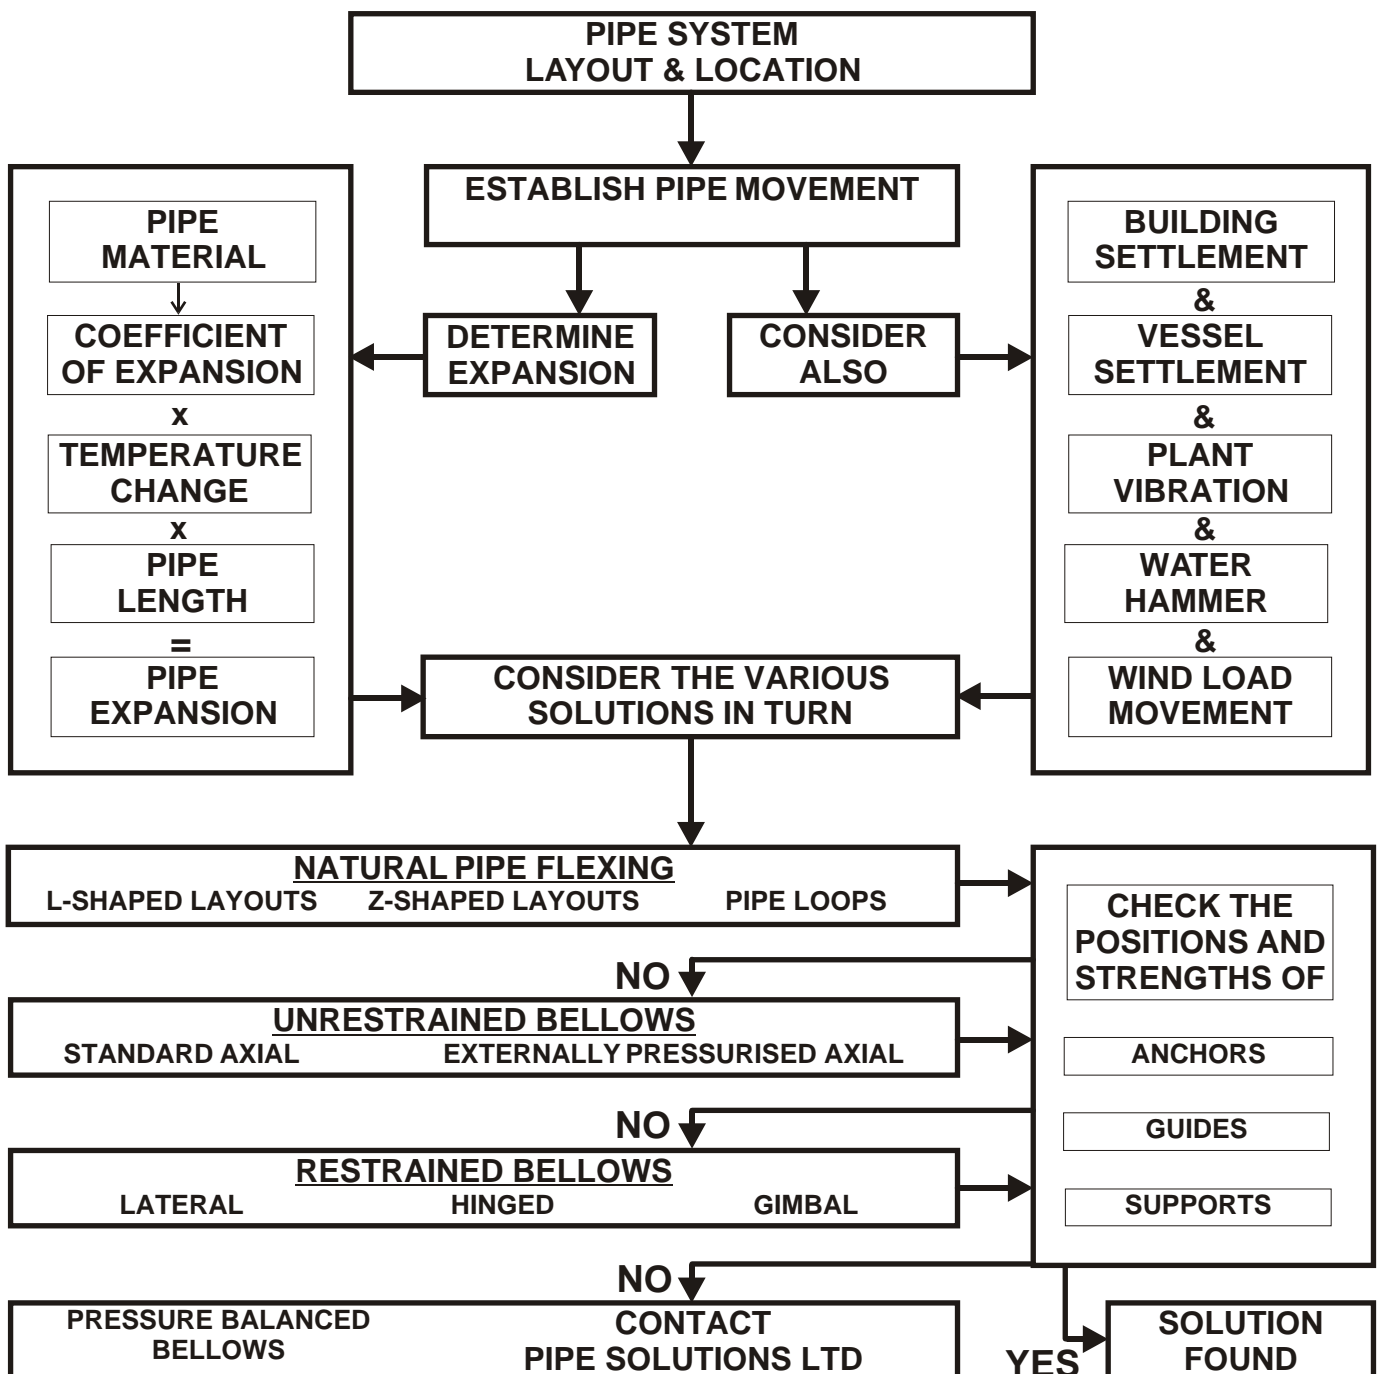 PIPE SYSTEM
LAYOUT & LOCATION
ESTABLISH PIPE MOVEMENT
DETERMINE
EXPANSION
CONSIDER
ALSO
PIPE
MATERIAL
COEFFICIENT
OF EXPANSION
x
TEMPERATURE
CHANGE
x
PIPE
LENGTH
=
PIPE
EXPANSION
BUILDING
SETTLEMENT
&
VESSEL
SETTLEMENT
&
PLANT
VIBRATION
&
WATER
HAMMER
&
WIND LOAD
MOVEMENT
CONSIDER THE VARIOUS
SOLUTIONS IN TURN
NATURAL PIPE FLEXING
L-SHAPED LAYOUTS Z-SHAPED LAYOUTS PIPE LOOPS
NO
UNRESTRAINED BELLOWS
STANDARD AXIAL EXTERNALLY PRESSURISED AXIAL
NO
RESTRAINED BELLOWS
LATERAL HINGED GIMBAL
CHECK THE
POSITIONS AND
STRENGTHS OF
ANCHORS
GUIDES
SUPPORTS
NO
PRESSURE BALANCED
BELLOWS
CONTACT
PIPE SOLUTIONS LTD
YES
SOLUTION
FOUND